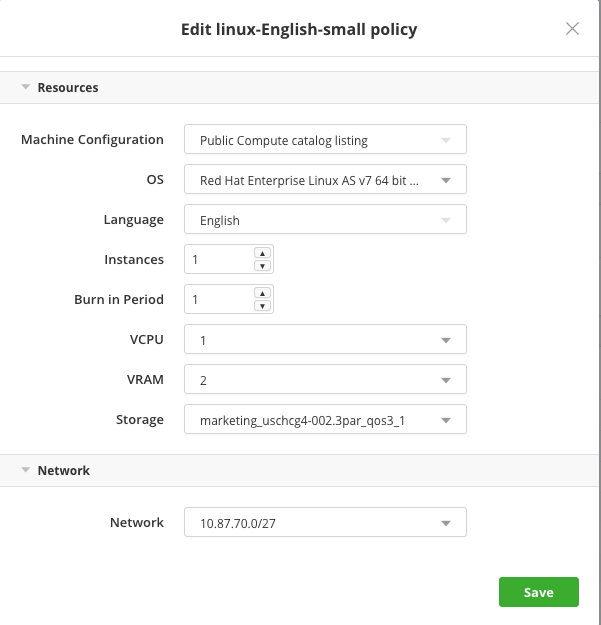 Edit linux-English-small policy
Resources
Machine Configuration Public Compute catalog listing
OS Red Hat Enterprise Linux AS v7 64 bit ...
Language English
Instances 1
Burn in Period 1
VCPU 1
VRAM 2
Storage marketing_uschcg4-002.3par_qos3_1
Network
Network 10.87.70.0/27
Save